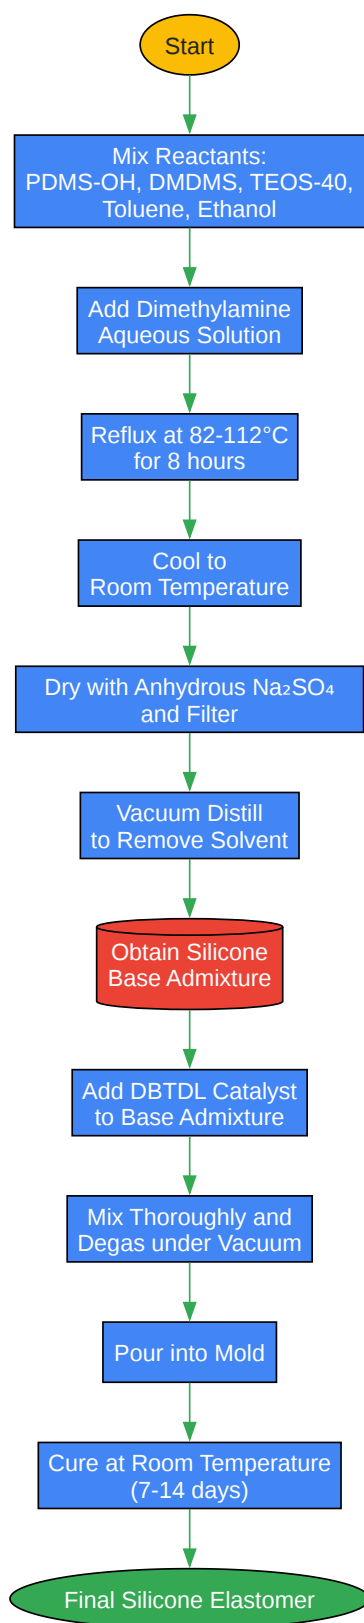 Start
Mix Reactants:
PDMS-OH, DMDMS, TEOS-40,
Toluene, Ethanol
Add Dimethylamine
Aqueous Solution
Reflux at 82-112°C
for 8 hours
Cool to
Room Temperature
Dry with Anhydrous Na₂SO₄
and Filter
Vacuum Distill
to Remove Solvent
Obtain Silicone
Base Admixture
Add DBTDL Catalyst
to Base Admixture
Mix Thoroughly and
Degas under Vacuum
Pour into Mold
Cure at Room Temperature
(7-14 days)
Final Silicone Elastomer